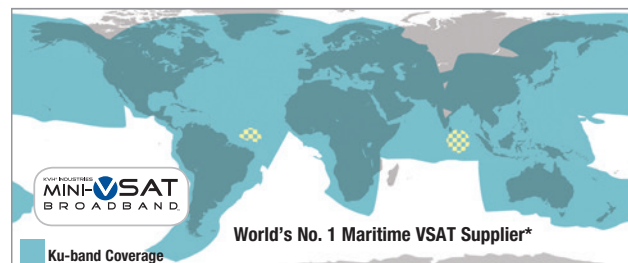 KVH® INDUSTRIES
MINI-VSAT
BROADBAND
World's No. 1 Maritime VSAT Supplier*
Ku-band Coverage